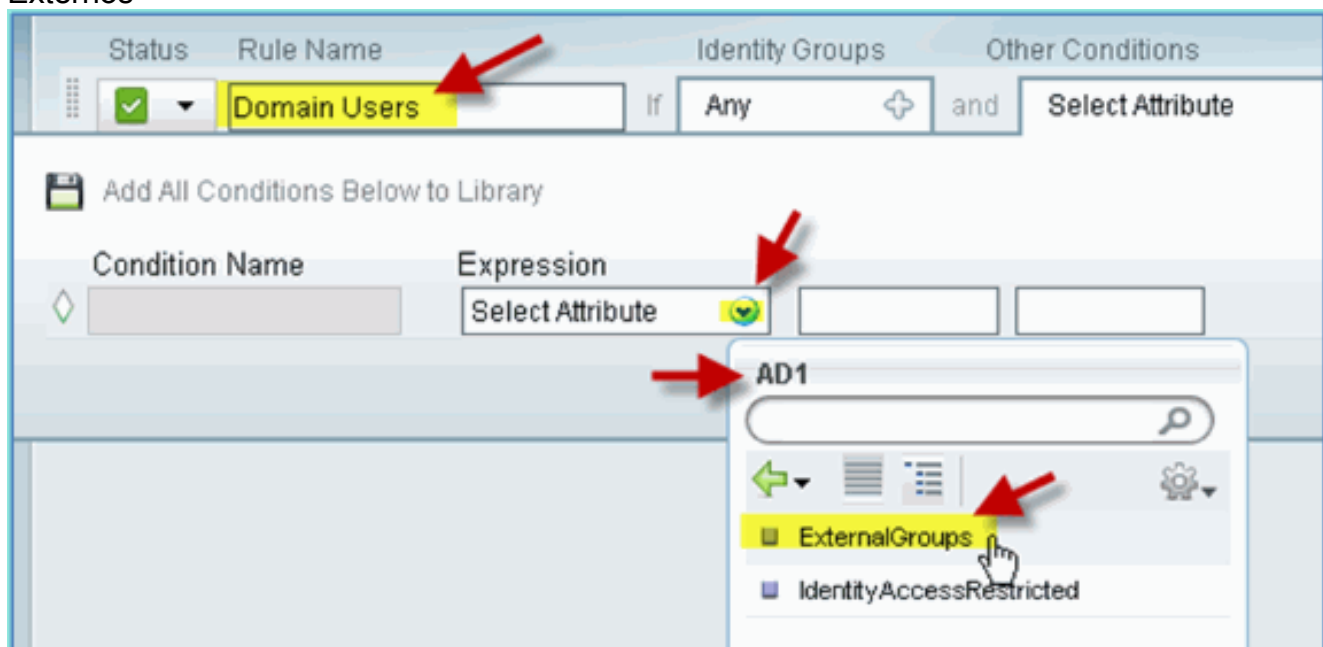 Externos
Status Rule Name Identity Groups Other Conditions
Domain Users If Any and Select Attribute
Add All Conditions Below to Library
Condition Name Expression
Select Attribute
AD1
ExternalGroups
IdentityAccessRestricted